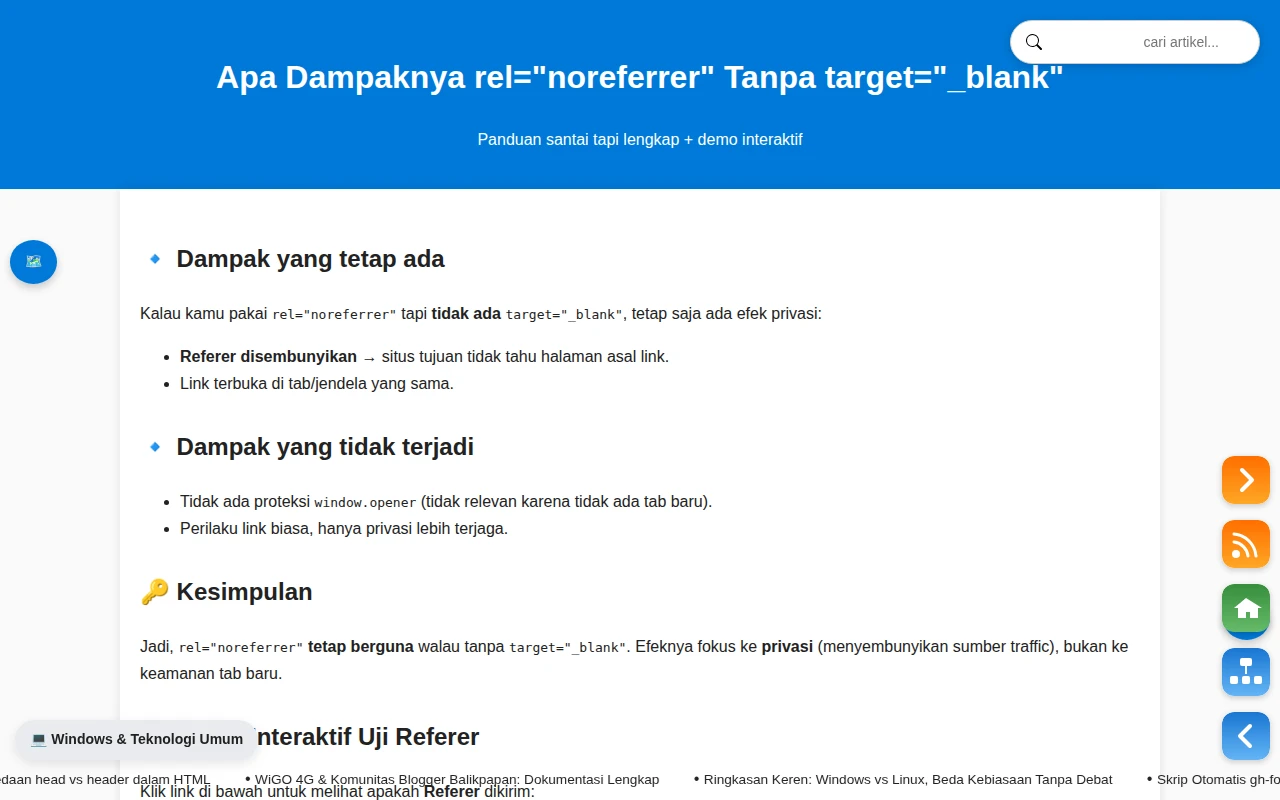 cari artikel...
Apa Dampaknya rel="noreferrer" Tanpa target="_blank"
Panduan santai tapi lengkap + demo interaktif
Dampak yang tetap ada
Kalau kamu pakai rel="noreferrer" tapi tidak ada target="_blank", tetap saja ada efek privasi:
• Referer disembunyikan → situs tujuan tidak tahu halaman asal link.
• Link terbuka di tab/jendela yang sama.
Dampak yang tidak terjadi
• Tidak ada proteksi window.opener (tidak relevan karena tidak ada tab baru).
• Perilaku link biasa, hanya privasi lebih terjaga.
🔑 Kesimpulan
Jadi, rel="noreferrer" tetap berguna walau tanpa target="_blank". Efeknya fokus ke privasi (menyembunyikan sumber traffic), bukan ke
keamanan tab baru.
nteraktif Uji Referer
💻 Windows & Teknologi Umum
edaan head vs header dalam HTML • WiGO 4G & Komunitas Blogger Balikpapan: Dokumentasi Lengkap • Ringkasan Keren: Windows vs Linux, Beda Kebiasaan Tanpa Debat • Skrip Otomatis gh-fo
Klik link di bawah untuk melihat apakah Referer dikirim: